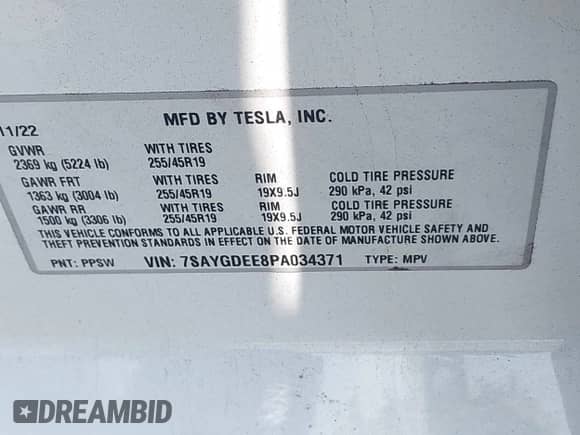 MFD BY TESLA, INC.
11/22
GVWR WITH TIRES
2369 kg (5224 lb) 255/45R19
GAWR FRT WITH TIRES RIM COLD TIRE PRESSURE
1363 kg (3004 lb) 255/45R19 19X9.5J 290 kPa, 42 psi
GAWR RR WITH TIRES RIM COLD TIRE PRESSURE
1500 kg (3306 lb) 255/45R19 19X9.5J 290 kPa, 42 psi
THIS VEHICLE CONFORMS TO ALL APPLICABLE U.S. FEDERAL MOTOR VEHICLE SAFETY AND
THEFT PREVENTION STANDARDS IN EFFECT ON THE DATE OF MANUFACTURE SHOWN ABOVE.
PNT: PPSW VIN: 7SAYGDEE8PA034371 TYPE: MPV
DREAMBID